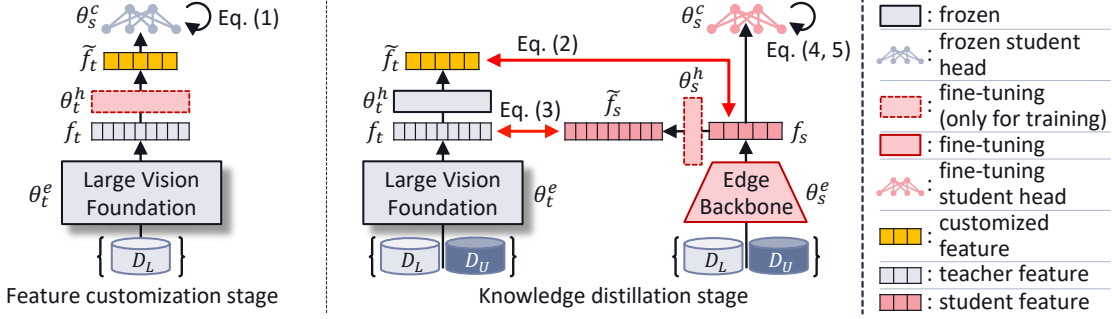 θ_s^c
Eq. (1)
f̃_t
θ_t^h
f_t
Large Vision
Foundation
θ_t^e
{ D_L }
Feature customization stage
θ_s^c
Eq. (2)
Eq. (4, 5)
f̃_t
θ_t^h
f̃_s
θ_s^h
Eq. (3)
f_t
f_s
Large Vision
Foundation
θ_t^e
Edge
Backbone
θ_s^e
{ D_L D_U }
{ D_L D_U }
Knowledge distillation stage
: frozen
: frozen student
head
: fine-tuning
(only for training)
: fine-tuning
: fine-tuning
student head
: customized
feature
: teacher feature
: student feature